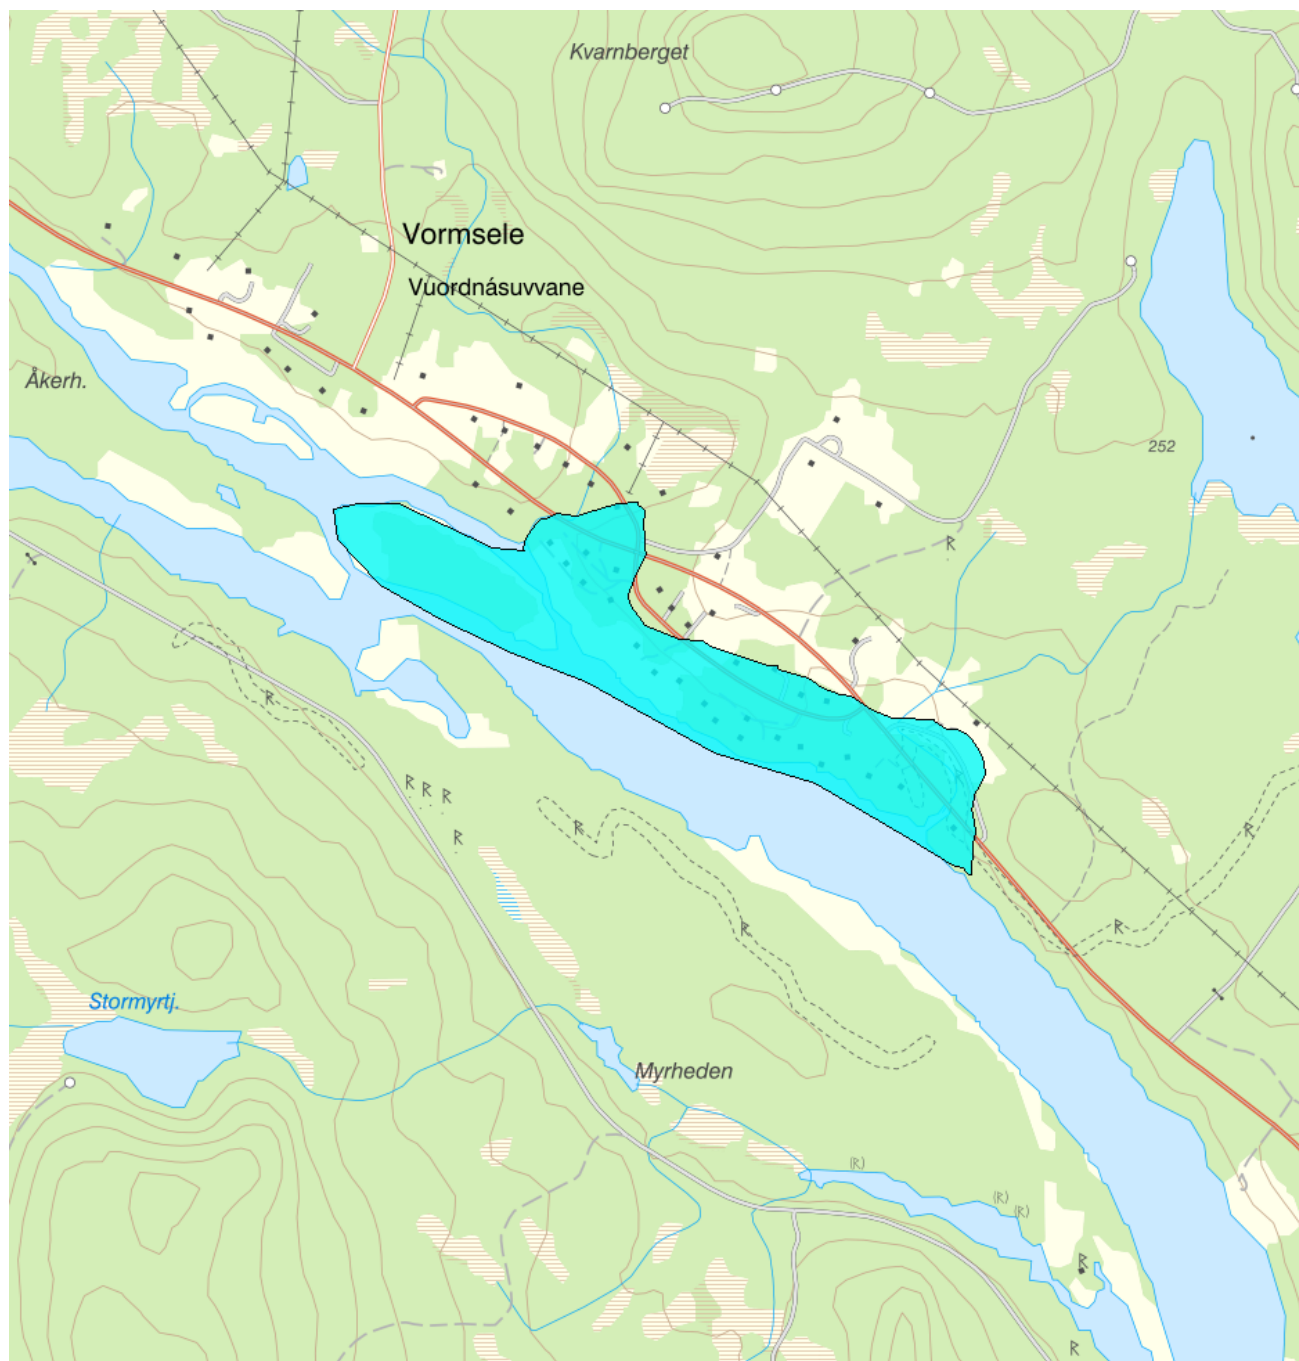 Kvarnberget
Vormsele
Vuordnásuvvane
Åkerh.
252
R
R
R R R
R
R
R
R
R
Stormyrtj.
Myrheden
(R)
(R)
(R)
R
R